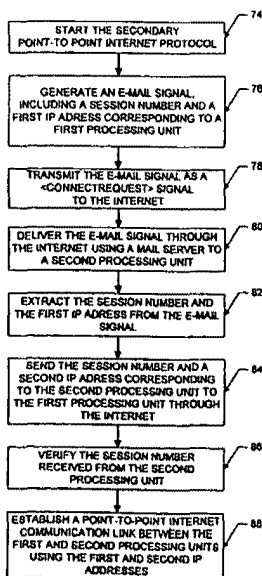 74
START THE SECONDARY
POINT-TO POINT INTERNET
PROTOCOL
76
GENERATE AN E-MAIL SIGNAL,
INCLUDING A SESSION NUMBER AND A
FIRST IP ADRESS CORRESPONDING TO A
FIRST PROCESSING UNIT
78
TRANSMIT THE E-MAIL SIGNAL AS A
<CONNECTREQUEST> SIGNAL
TO THE INTERNET
80
DELIVER THE E-MAIL SIGNAL THROUGH
THE INTERNET USING A MAIL SERVER TO
A SECOND PROCESSING UNIT
82
EXTRACT THE SESSION NUMBER AND
THE FIRST IP ADRESS FROM THE E-MAIL
SIGNAL
84
SEND THE SESSION NUMBER AND A
SECOND IP ADRESS CORRESPONDING
TO THE SECOND PROCESSING UNIT TO
THE FIRST PROCESSING UNIT THROUGH
THE INTERNET
86
VERIFY THE SESSION NUMBER
RECEIVED FROM THE SECOND
PROCESSING UNIT
88
ESTABLISH A POINT-TO-POINT INTERNET
COMMUNICATION LINK BETWEEN THE
FIRST AND SECOND PROCESSING UNITS
USING THE FIRST AND SECOND IP
ADDRESSES